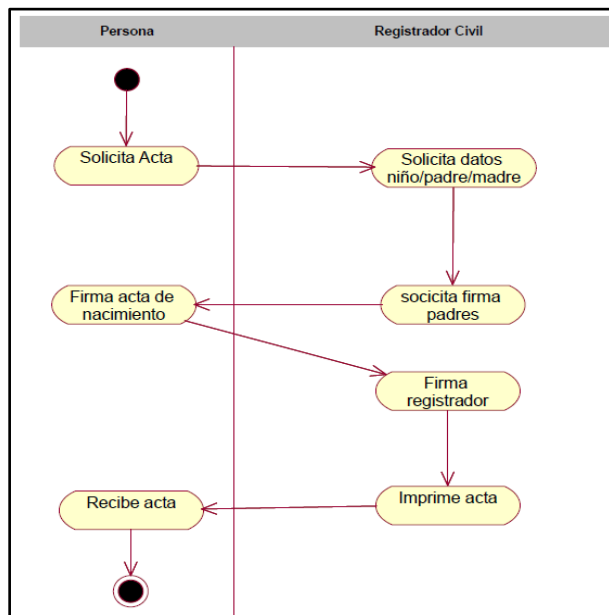 Persona
Registrador Civil
Solicita Acta
Solicita datos
niño/padre/madre
Firma acta de
nacimiento
socicita firma
padres
Firma
registrador
Recibe acta
Imprime acta